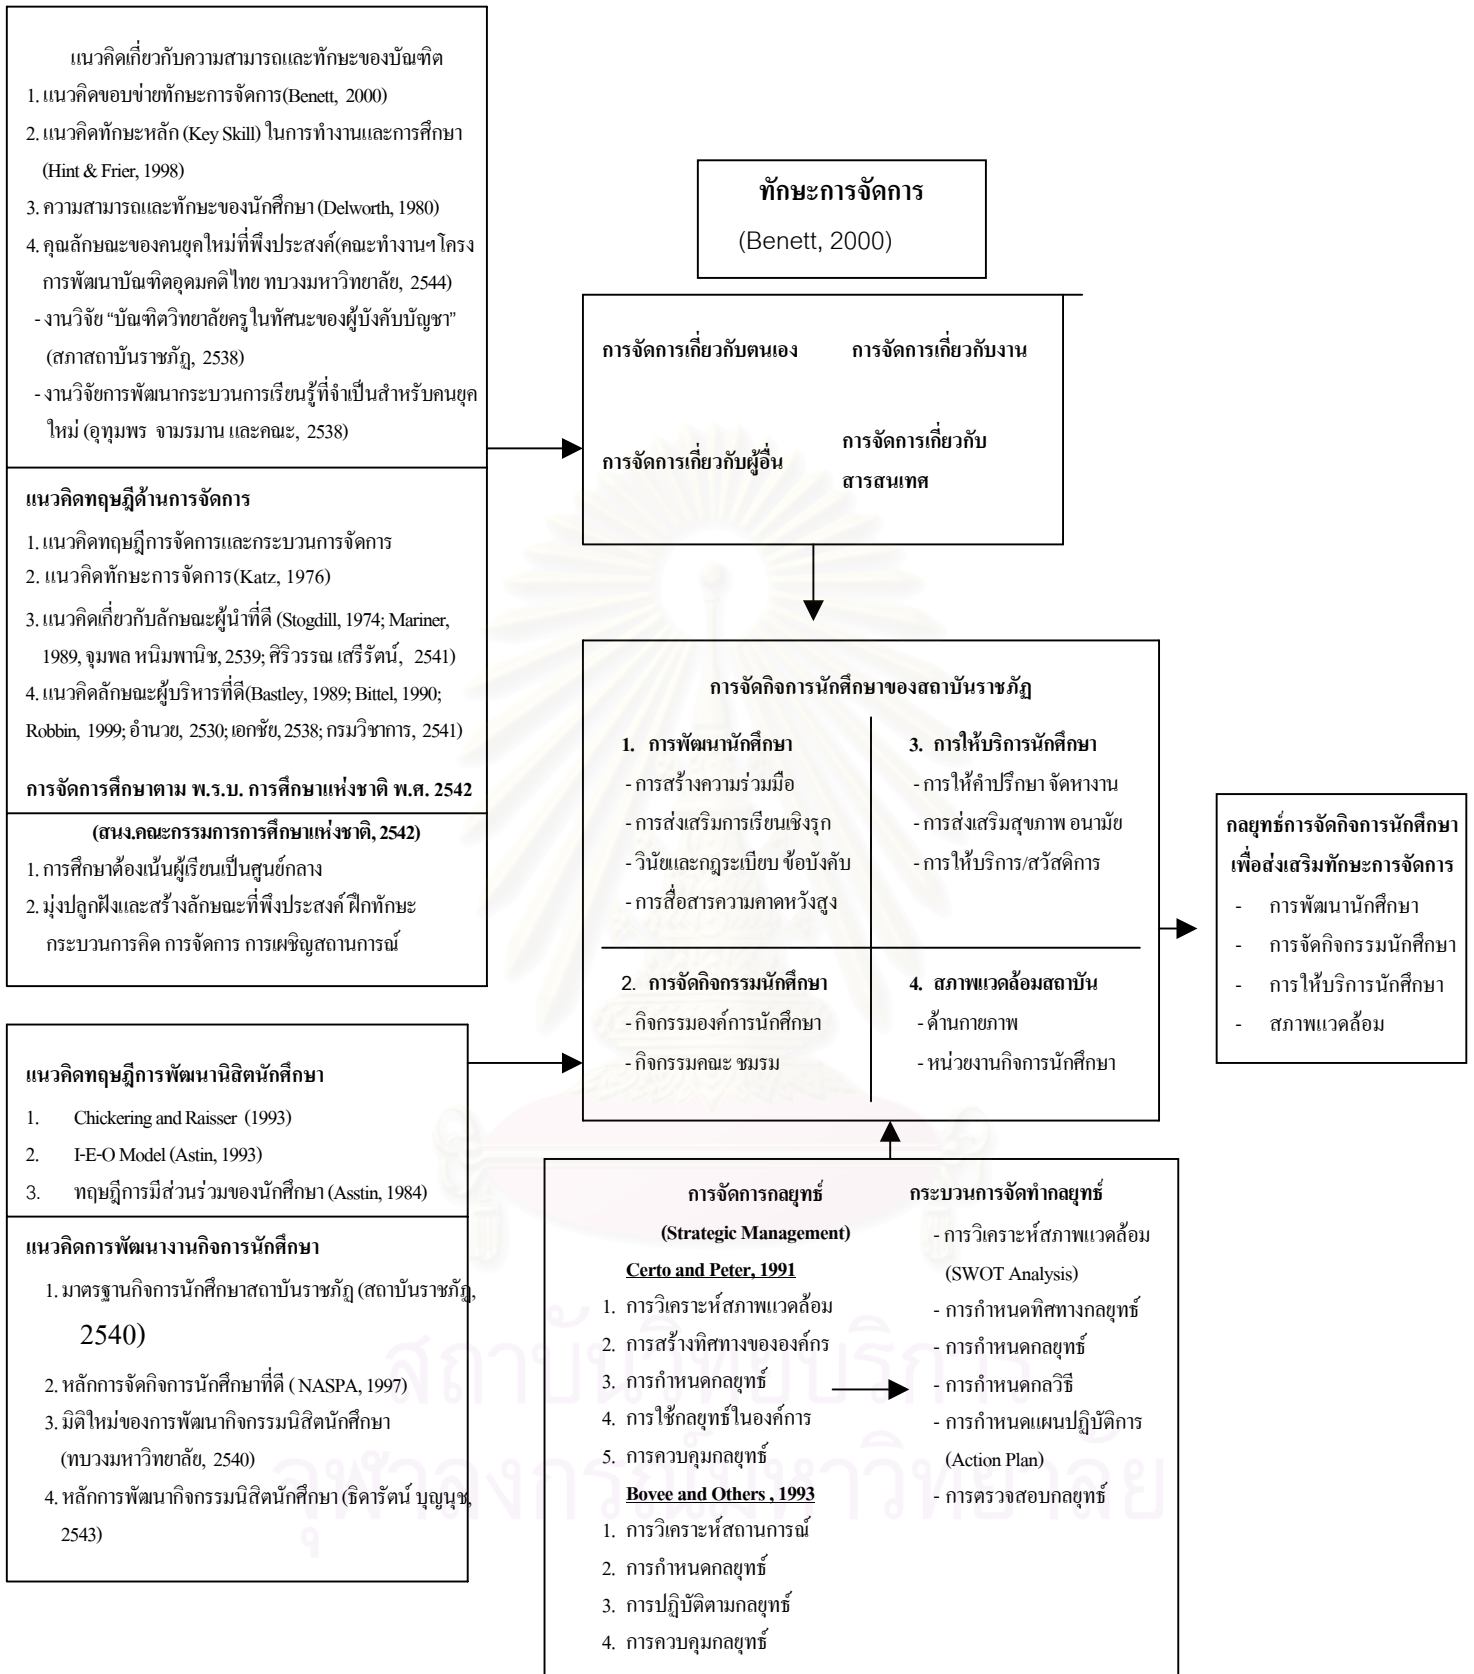 แนวคิดเกี่ยวกับความสามารถและทักษะของบัณฑิต
1. แนวคิดขอบข่ายทักษะการจัดการ(Benett, 2000)
2. แนวคิดทักษะหลัก (Key Skill) ในการทำงานและการศึกษา
(Hint & Frier, 1998)
3. ความสามารถและทักษะของนักศึกษา (Delworth, 1980)
4. คุณลักษณะของคนยุคใหม่ที่พึงประสงค์(คณะทำงานฯโครง
การพัฒนาบัณฑิตอุดมคติไทย ทบวงมหาวิทยาลัย, 2544)
- งานวิจัย “บัณฑิตวิทยาลัยครูในทัศนะของผู้บังคับบัญชา”
(สภาสถาบันราชภัฏ, 2538)
- งานวิจัยการพัฒนากระบวนการเรียนรู้ที่จำเป็นสำหรับคนยุค
ใหม่ (อุทุมพร จามรมาน และคณะ, 2538)
แนวคิดทฤษฎีด้านการจัดการ
1. แนวคิดทฤษฎีการจัดการและกระบวนการจัดการ
2. แนวคิดทักษะการจัดการ(Katz, 1976)
3. แนวคิดเกี่ยวกับลักษณะผู้นำที่ดี (Stogdill, 1974; Mariner,
1989, จุมพล หนิมพานิช, 2539; ศิริวรรณ เสรีรัตน์, 2541)
4. แนวคิดลักษณะผู้บริหารที่ดี(Bastley, 1989; Bittel, 1990;
Robbin, 1999; อำนวย, 2530; เอกชัย, 2538; กรมวิชาการ, 2541)
การจัดการศึกษาตาม พ.ร.บ. การศึกษาแห่งชาติ พ.ศ. 2542
(สนง.คณะกรรมการการศึกษาแห่งชาติ, 2542)
1. การศึกษาต้องเน้นผู้เรียนเป็นศูนย์กลาง
2. มุ่งปลูกฝังและสร้างลักษณะที่พึงประสงค์ ฝึกทักษะ
กระบวนการคิด การจัดการ การเผชิญสถานการณ์
แนวคิดทฤษฎีการพัฒนานิสิตนักศึกษา
1. Chickering and Raisser (1993)
2. I-E-O Model (Astin, 1993)
3. ทฤษฎีการมีส่วนร่วมของนักศึกษา (Asstin, 1984)
แนวคิดการพัฒนางานกิจการนักศึกษา
1. มาตรฐานกิจการนักศึกษาสถาบันราชภัฏ (สถาบันราชภัฏ,
2540)
2. หลักการจัดกิจการนักศึกษาที่ดี ( NASPA, 1997)
3. มิติใหม่ของการพัฒนากิจกรรมนิสิตนักศึกษา
(ทบวงมหาวิทยาลัย, 2540)
4. หลักการพัฒนากิจกรรมนิสิตนักศึกษา (ธิดารัตน์ บุญนุช,
2543)
ทักษะการจัดการ
(Benett, 2000)
การจัดการเกี่ยวกับตนเอง การจัดการเกี่ยวกับงาน
การจัดการเกี่ยวกับผู้อื่น การจัดการเกี่ยวกับ
สารสนเทศ
การจัดกิจการนักศึกษาของสถาบันราชภัฏ
1. การพัฒนานักศึกษา
- การสร้างความร่วมมือ
- การส่งเสริมการเรียนเชิงรุก
- วินัยและกฎระเบียบ ข้อบังคับ
- การสื่อสารความคาดหวังสูง
3. การให้บริการนักศึกษา
- การให้คำปรึกษา จัดหางาน
- การส่งเสริมสุขภาพ อนามัย
- การให้บริการ/สวัสดิการ
2. การจัดกิจกรรมนักศึกษา
- กิจกรรมองค์การนักศึกษา
- กิจกรรมคณะ ชมรม
4. สภาพแวดล้อมสถาบัน
- ด้านกายภาพ
- หน่วยงานกิจการนักศึกษา
การจัดการกลยุทธ์
(Strategic Management)
Certo and Peter, 1991
1. การวิเคราะห์สภาพแวดล้อม
2. การสร้างทิศทางขององค์กร
3. การกำหนดกลยุทธ์
4. การใช้กลยุทธ์ในองค์การ
5. การควบคุมกลยุทธ์
Bovee and Others , 1993
1. การวิเคราะห์สถานการณ์
2. การกำหนดกลยุทธ์
3. การปฏิบัติตามกลยุทธ์
4. การควบคุมกลยุทธ์
กระบวนการจัดทำกลยุทธ์
- การวิเคราะห์สภาพแวดล้อม
(SWOT Analysis)
- การกำหนดทิศทางกลยุทธ์
- การกำหนดกลยุทธ์
- การกำหนดกลวิธี
- การกำหนดแผนปฏิบัติการ
(Action Plan)
- การตรวจสอบกลยุทธ์
กลยุทธ์การจัดกิจการนักศึกษา
เพื่อส่งเสริมทักษะการจัดการ
- การพัฒนานักศึกษา
- การจัดกิจกรรมนักศึกษา
- การให้บริการนักศึกษา
- สภาพแวดล้อม
สถาบันวิทยบริการ
จุฬาลงกรณ์มหาวิทยาลัย